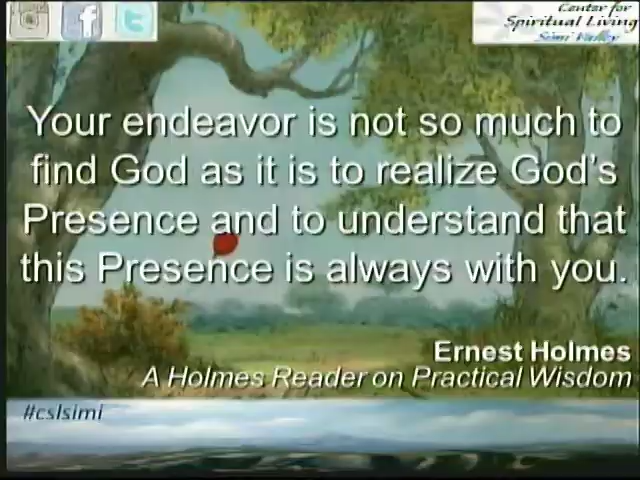 Center for
Spiritual Living
Simi Valley
Your endeavor is not so much to
find God as it is to realize God's
Presence and to understand that
this Presence is always with you.
Ernest Holmes
A Holmes Reader on Practical Wisdom
#cslsimi